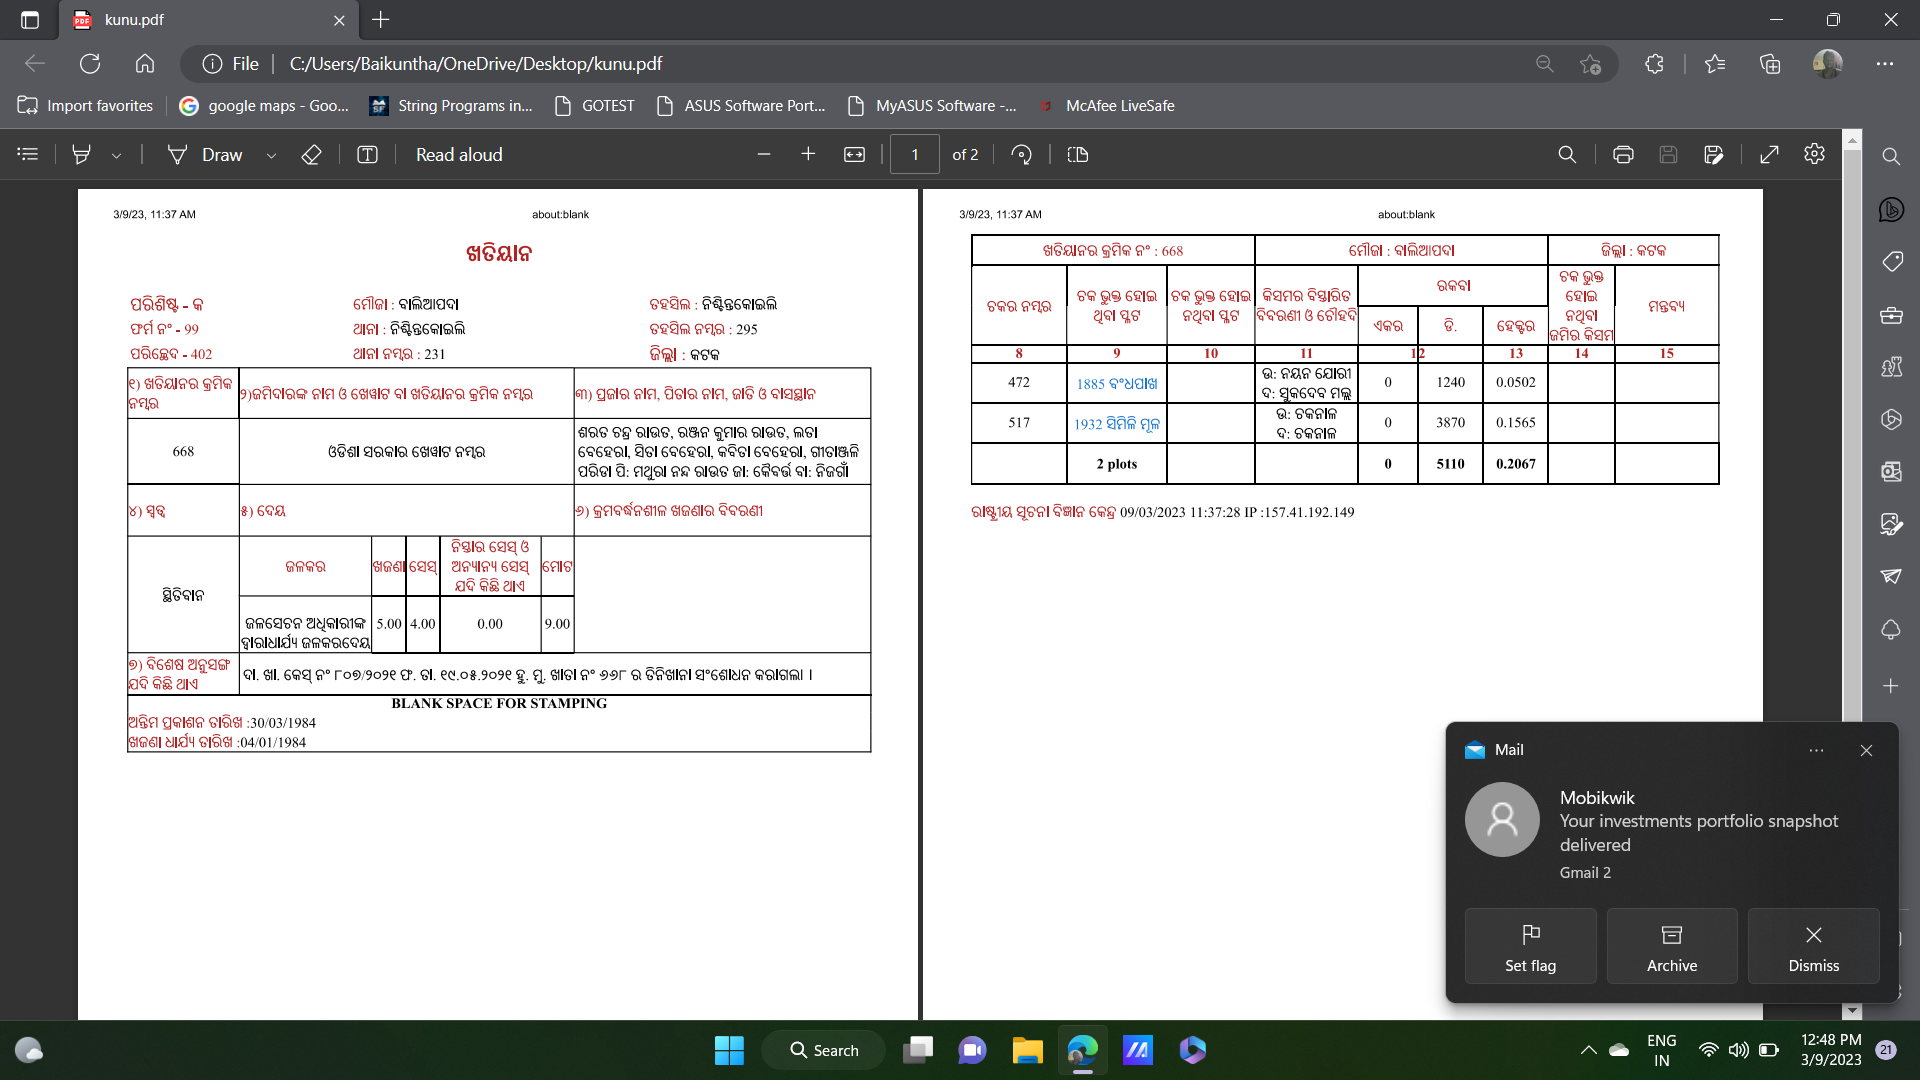 kunu.pdf
File
C:/Users/Baikuntha/OneDrive/Desktop/kunu.pdf
Import favorites
google maps - Goo...
String Programs in...
GOTEST
ASUS Software Port...
MyASUS Software -...
McAfee LiveSafe
Draw
Read aloud
1
of 2
3/9/23, 11:37 AM
about:blank
ଖତିୟାନ
ପରିଶିଷ୍ଟ - କ
ମୌଜା : ବାଲିଆପଦା
ତହସିଲ : ନିଶ୍ଚିନ୍ତକୋଇଲି
ଫର୍ମ ନଂ - 99
ଥାନା : ନିଶ୍ଚିନ୍ତକୋଇଲି
ତହସିଲ ନମ୍ବର : 295
ପରିଚ୍ଛେଦ - 402
ଥାନା ନମ୍ବର : 231
ଜିଲ୍ଲା : କଟକ
୧) ଖତିୟାନର କ୍ରମିକ
ନମ୍ବର
୨)ଜମିଦାରଙ୍କ ନାମ ଓ ଖେୱାଟ ବା ଖତିୟାନର କ୍ରମିକ ନମ୍ବର
୩) ପ୍ରଜାର ନାମ, ପିତାର ନାମ, ଜାତି ଓ ବାସସ୍ଥାନ
668
ଓଡିଶା ସରକାର ଖେୱାଟ ନମ୍ବର
ଶରତ ଚନ୍ଦ୍ର ରାଉତ, ରଞ୍ଜନ କୁମାର ରାଉତ, ଲତା
ବେହେରା, ସିତା ବେହେରା, କବିତା ବେହେରା, ଗୀତାଞ୍ଜଳି
ପରିଡା ପି: ମଥୁରା ନନ୍ଦ ରାଉତ ଜା: କୈବର୍ତ୍ତ ବା: ନିଜଗାଁ
୪) ସ୍ୱତ୍ୱ
୫) ଦେୟ
୬) କ୍ରମବର୍ଦ୍ଧନଶୀଳ ଖଜଣାର ବିବରଣୀ
ସ୍ଥିତିବାନ
ଜଳକର
ଖଜଣା
ସେସ୍
ନିସ୍ତାର ସେସ୍ ଓ
ଅନ୍ୟାନ୍ୟ ସେସ୍
ଯଦି କିଛି ଥାଏ
ମୋଟ
ଜଳସେଚନ ଅଧିକାରୀଙ୍କ
ଦ୍ୱାରାଧାର୍ଯ୍ୟ ଜଳକରଦେୟ
5.00
4.00
0.00
9.00
୭) ବିଶେଷ ଅନୁସଙ୍ଗ
ଯଦି କିଛି ଥାଏ
ଦା. ଖା. କେସ୍ ନଂ ୮୦୭/୨୦୨୧ ଫ. ତା. ୧୯.୦୫.୨୦୨୧ ହୁ. ମୁ. ଖାତା ନଂ ୬୬୮ ର ତିନିଖାନା ସଂଶୋଧନ କରାଗଲା ।
BLANK SPACE FOR STAMPING
ଅନ୍ତିମ ପ୍ରକାଶନ ତାରିଖ :30/03/1984
ଖଜଣା ଧାର୍ଯ୍ୟ ତାରିଖ :04/01/1984
3/9/23, 11:37 AM
about:blank
ଖତିୟାନର କ୍ରମିକ ନଂ : 668
ମୌଜା : ବାଲିଆପଦା
ଜିଲ୍ଲା : କଟକ
ଚକର ନମ୍ବର
ଚକ ଭୁକ୍ତ ହୋଇ
ଥିବା ପ୍ଳଟ
ଚକ ଭୁକ୍ତ ହୋଇ
ନଥିବା ପ୍ଳଟ
କିସମର ବିସ୍ତାରିତ
ବିବରଣୀ ଓ ଚୌହଦି
ରକବା
ଏକର
ଡି.
ହେକ୍ଟର
ଚକ ଭୁକ୍ତ
ହୋଇ
ନଥିବା
ଜମିର କିସମ
ମନ୍ତବ୍ୟ
8
9
10
11
12
13
14
15
472
1885 ବଂଧପାଖ
ଉ: ନୟନ ଯୋଗୀ
ଦ: ସୁକଦେବ ମଲ୍ଲ
0
1240
0.0502
517
1932 ସିମିଳି ମୂଳ
ଉ: ଚକନାଳ
ଦ: ଚକନାଳ
0
3870
0.1565
2 plots
0
5110
0.2067
ରାଷ୍ଟ୍ରୀୟ ସୂଚନା ବିଜ୍ଞାନ କେନ୍ଦ୍ର 09/03/2023 11:37:28 IP :157.41.192.149
Mail
Mobikwik
Your investments portfolio snapshot
delivered
Gmail 2
Set flag
Archive
Dismiss
Search
ENG
IN
12:48 PM
3/9/2023
21